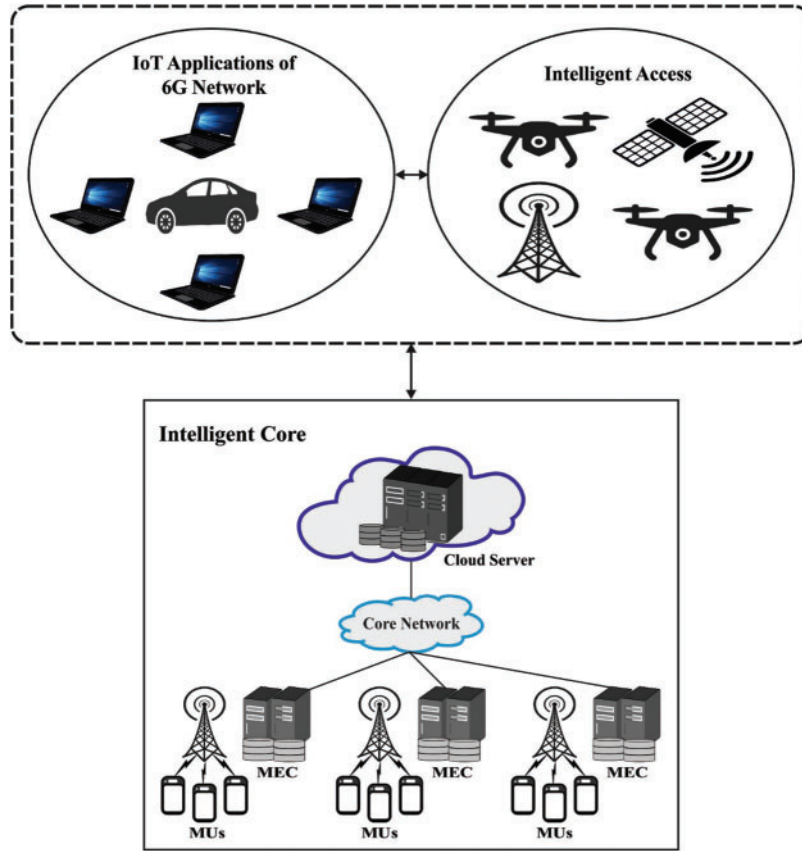 IoT Applications of
6G Network
Intelligent Access
Intelligent Core
Cloud Server
Core Network
MEC
MEC
MEC
MUs
MUs
MUs